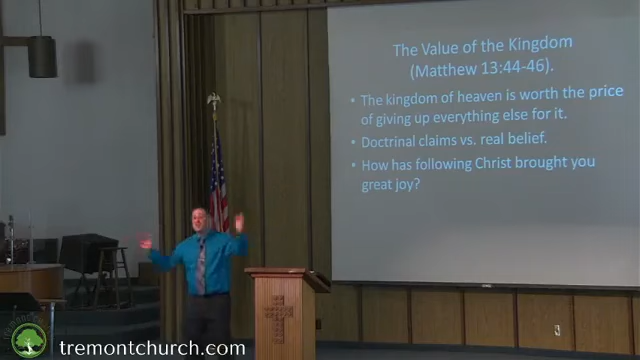 The Value of the Kingdom
(Matthew 13:44-46).
• The kingdom of heaven is worth the price
of giving up everything else for it.
• Doctrinal claims vs. real belief.
• How has following Christ brought you
great joy?
tremontchurch.com